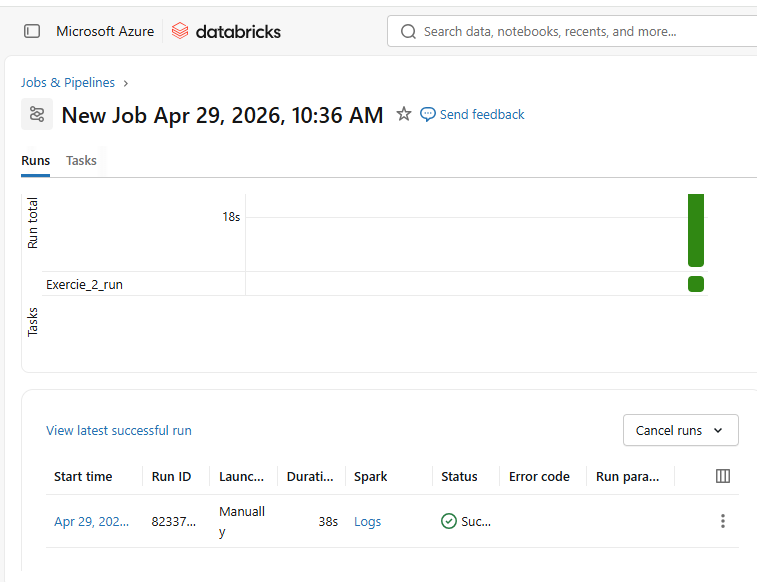 Microsoft Azure databricks Search data, notebooks, recents, and more...
Jobs & Pipelines
New Job Apr 29, 2026, 10:36 AM Send feedback
Runs Tasks
Run total
18s
Exercie_2_run
Tasks
View latest successful run Cancel runs
Start time Run ID Launc... Durati... Spark Status Error code Run para...
Apr 29, 202... 82337... Manuall
y 38s Logs Suc...